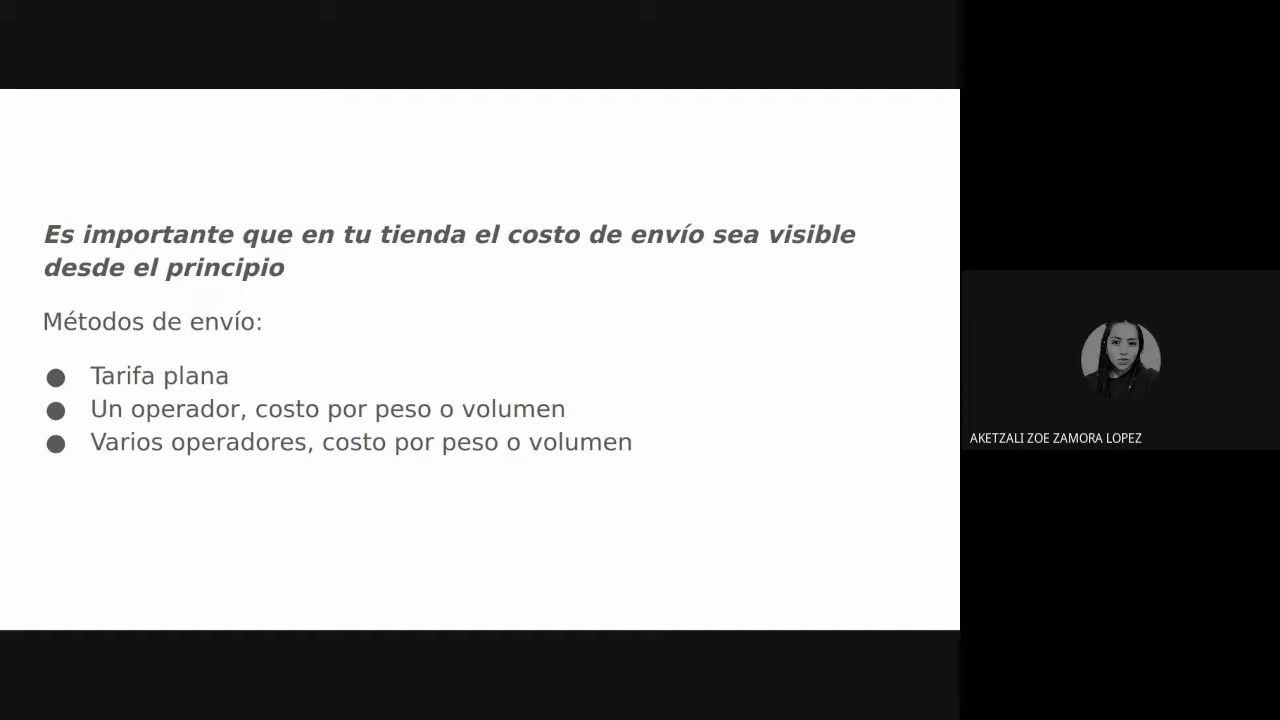 Es importante que en tu tienda el costo de envío sea visible
desde el principio
Métodos de envío:
● Tarifa plana
● Un operador, costo por peso o volumen
● Varios operadores, costo por peso o volumen
AKETZALI ZOE ZAMORA LOPEZ